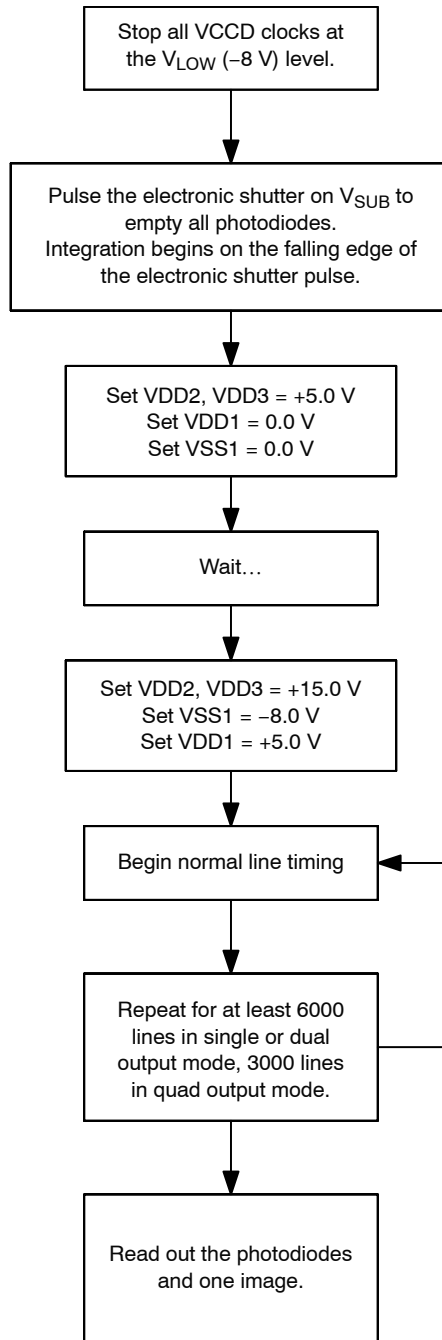 Stop all VCCD clocks at
the VLOW (−8 V) level.
Pulse the electronic shutter on VSUB to
empty all photodiodes.
Integration begins on the falling edge of
the electronic shutter pulse.
Set VDD2, VDD3 = +5.0 V
Set VDD1 = 0.0 V
Set VSS1 = 0.0 V
Wait…
Set VDD2, VDD3 = +15.0 V
Set VSS1 = −8.0 V
Set VDD1 = +5.0 V
Begin normal line timing
Repeat for at least 6000
lines in single or dual
output mode, 3000 lines
in quad output mode.
Read out the photodiodes
and one image.